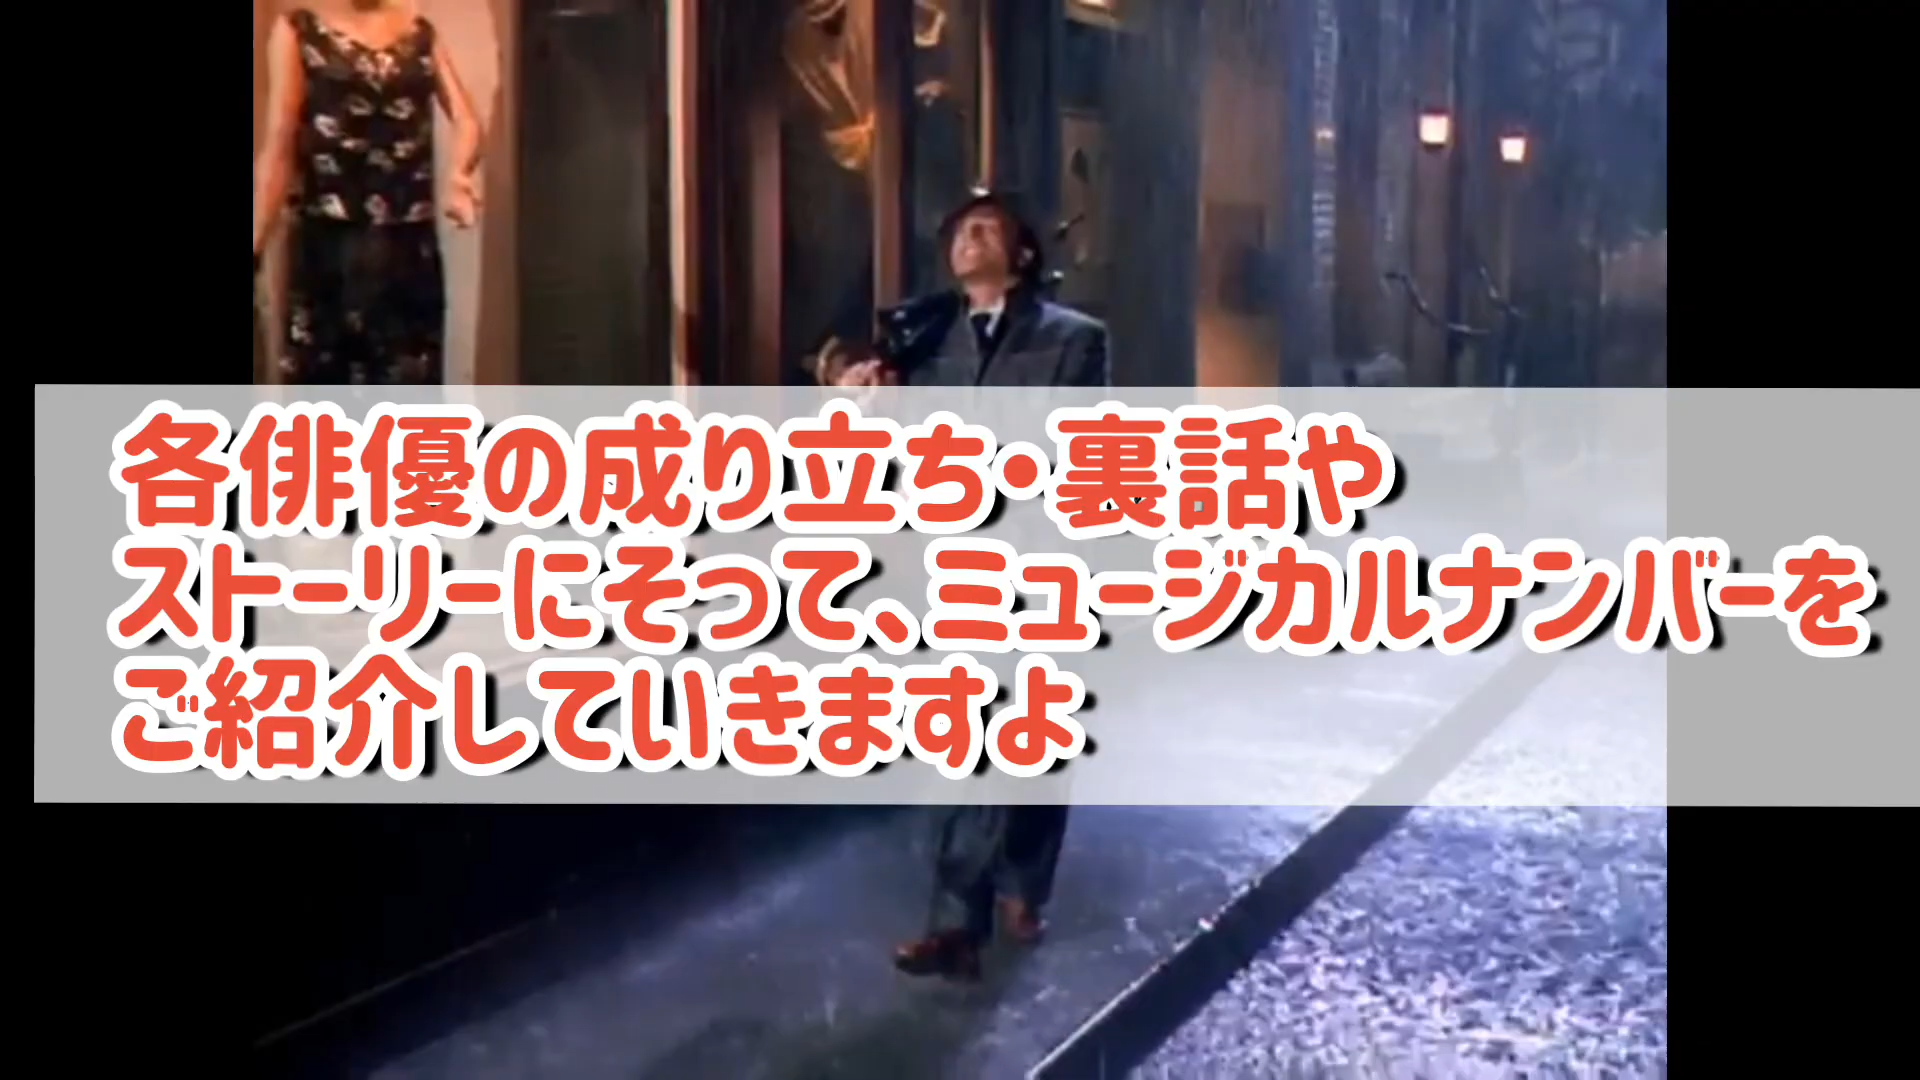 各俳優の成り立ち・裏話や
ストーリーにそって、ミュージカルナンバーを
ご紹介していきますよ